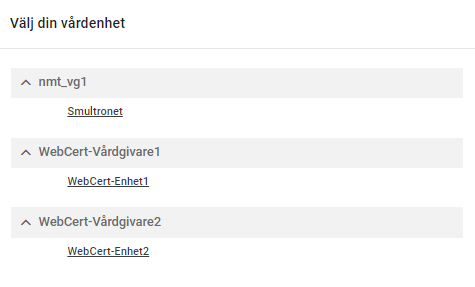 Välj din vårdenhet
nmt_vg1
Smultronet
WebCert-Vårdgivare1
WebCert-Enhet1
WebCert-Vårdgivare2
WebCert-Enhet2